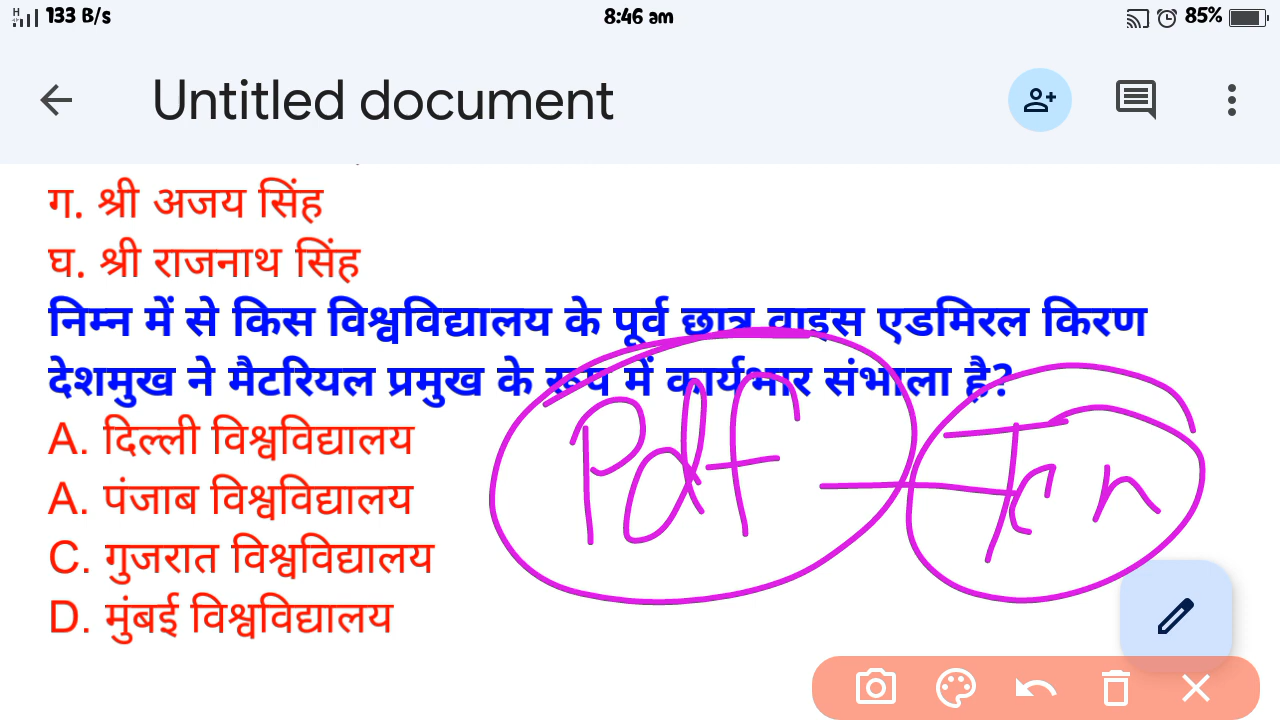 H 133 B/s 8:46 am 85%
Untitled document
ग. श्री अजय सिंह
घ. श्री राजनाथ सिंह
निम्न में से किस विश्वविद्यालय के पूर्व छात्र वाइस एडमिरल किरण
देशमुख ने मैटरियल प्रमुख के रूप में कार्यभार संभाला है?
A. दिल्ली विश्वविद्यालय
A. पंजाब विश्वविद्यालय
C. गुजरात विश्वविद्यालय
D. मुंबई विश्वविद्यालय
Pdf